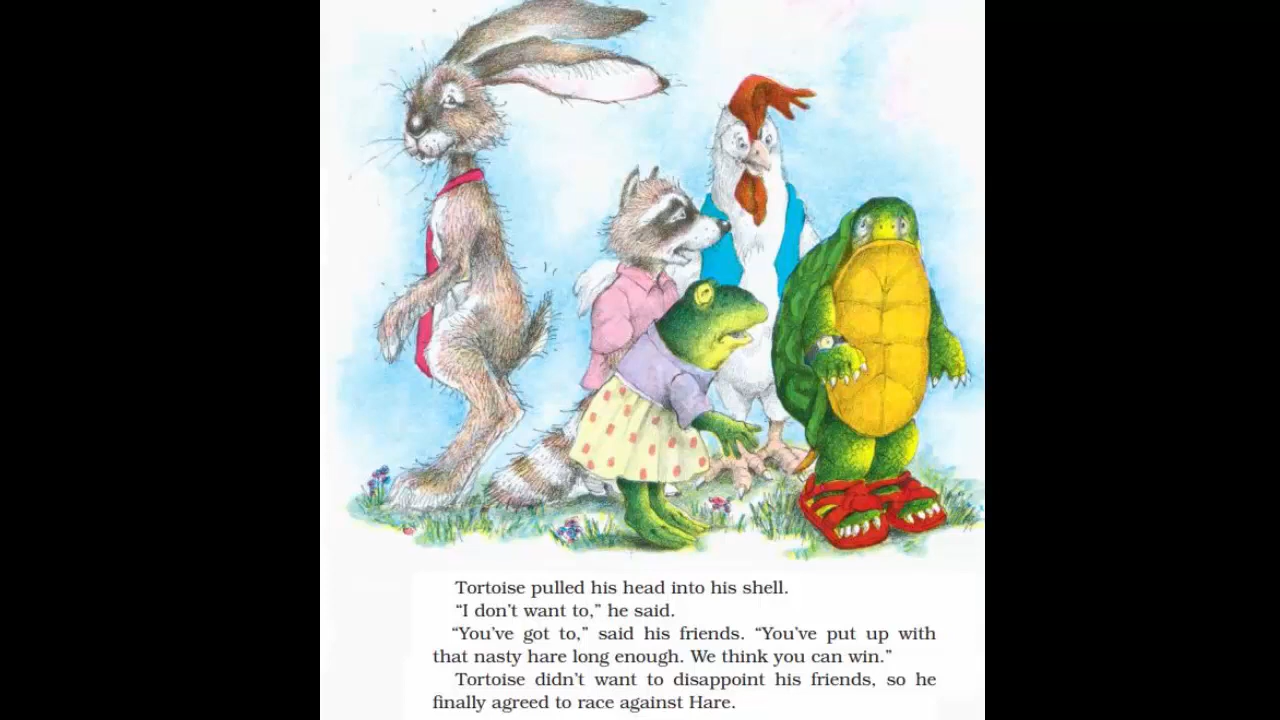 Tortoise pulled his head into his shell.
“I don't want to,” he said.
“You've got to,” said his friends. “You've put up with
that nasty hare long enough. We think you can win.”
Tortoise didn't want to disappoint his friends, so he
finally agreed to race against Hare.